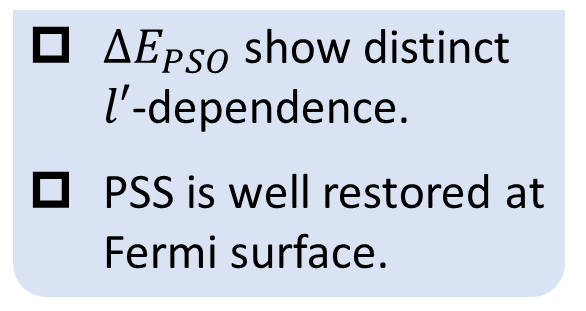 □ ΔE_PSO show distinct
l′-dependence.
□ PSS is well restored at
Fermi surface.